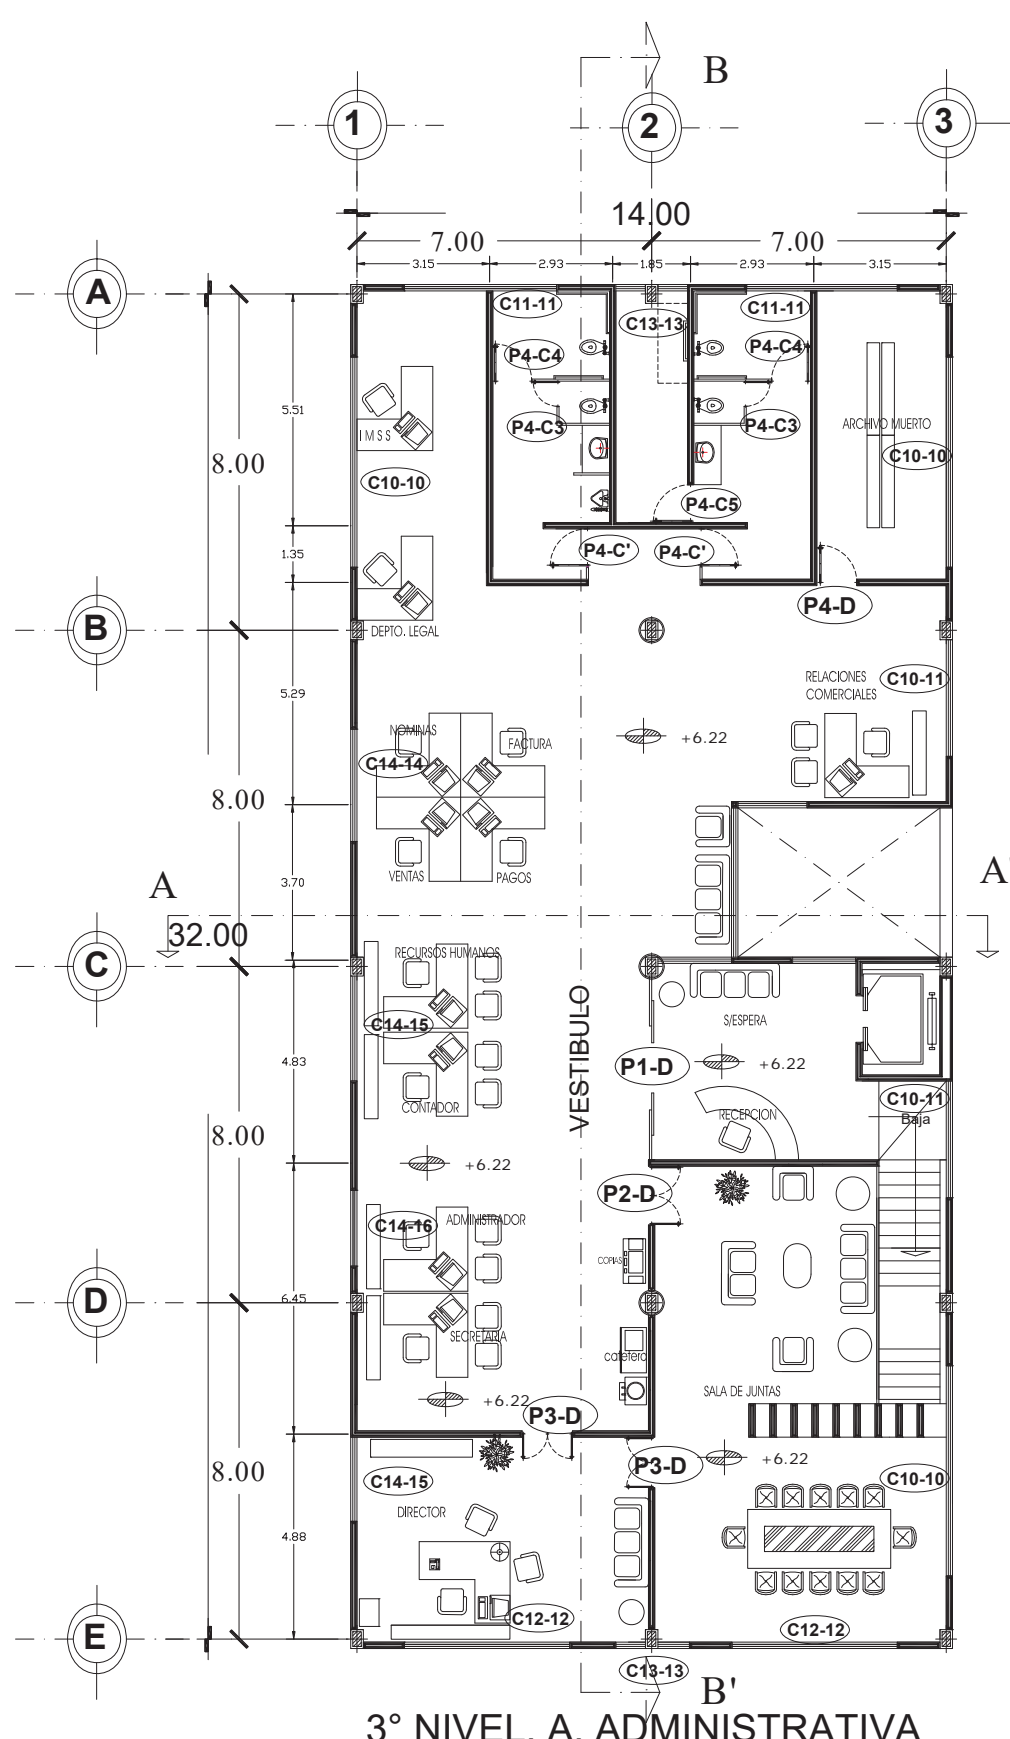 B
1
2
3
14.00
7.00
7.00
3.15
2.93
1.85
2.93
3.15
A
C11-11
C13-13
C11-11
P4-C4
P4-C4
5.51
P4-C3
P4-C3
ARCHIVO MUERTO
I M S S
8.00
C10-10
C10-10
P4-C5
1.35
P4-C'
P4-C'
P4-D
B
DEPTO. LEGAL
RELACIONES
COMERCIALES
C10-11
5.29
NOMINAS
FACTURA
+6.22
C14-14
8.00
VENTAS
PAGOS
3.70
A
A'
32.00
RECURSOS HUMANOS
C
VESTIBULO
S/ESPERA
C14-15
4.83
P1-D
+6.22
CONTADOR
RECEPCION
C10-11
Baja
8.00
+6.22
P2-D
C14-16
ADMINISTRADOR
COPIAS
D
6.45
SECRETARIA
cafetera
SALA DE JUNTAS
+6.22
P3-D
P3-D
+6.22
8.00
C14-15
C10-10
DIRECTOR
4.88
C12-12
C12-12
E
C13-13
B'
3° NIVEL. A. ADMINISTRATIVA